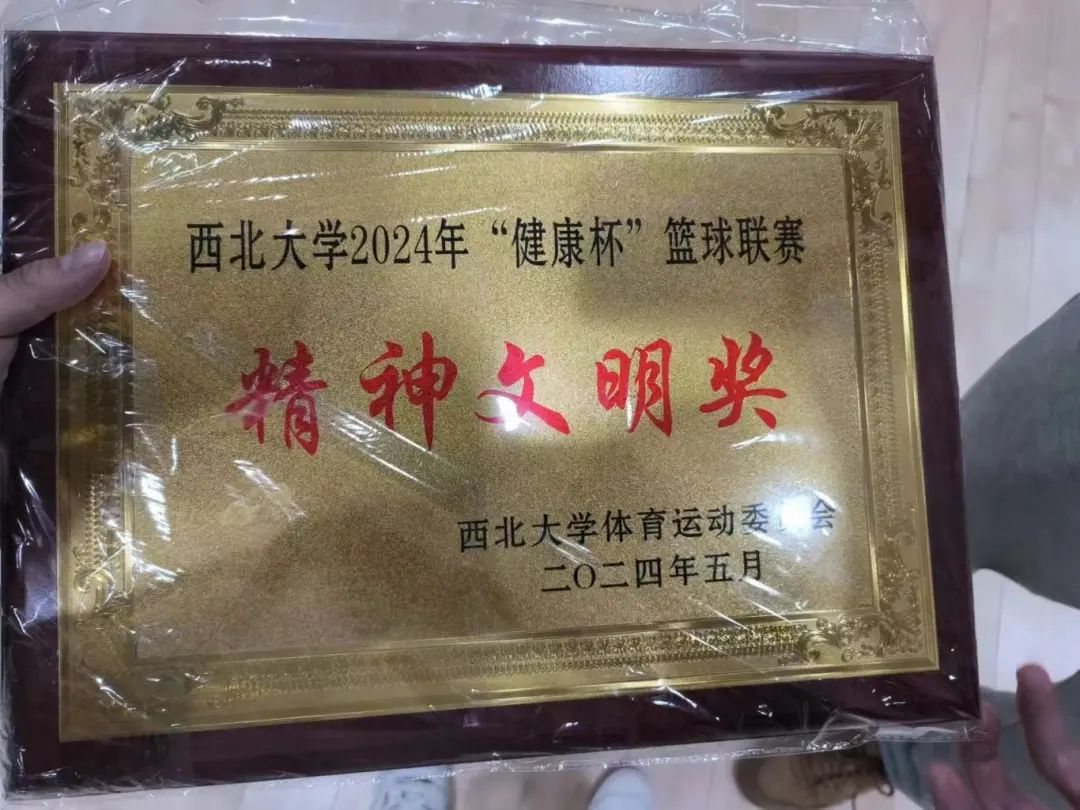 西北大学2024年“健康杯”篮球联赛
精神文明奖
西北大学体育运动委员会
二〇二四年五月